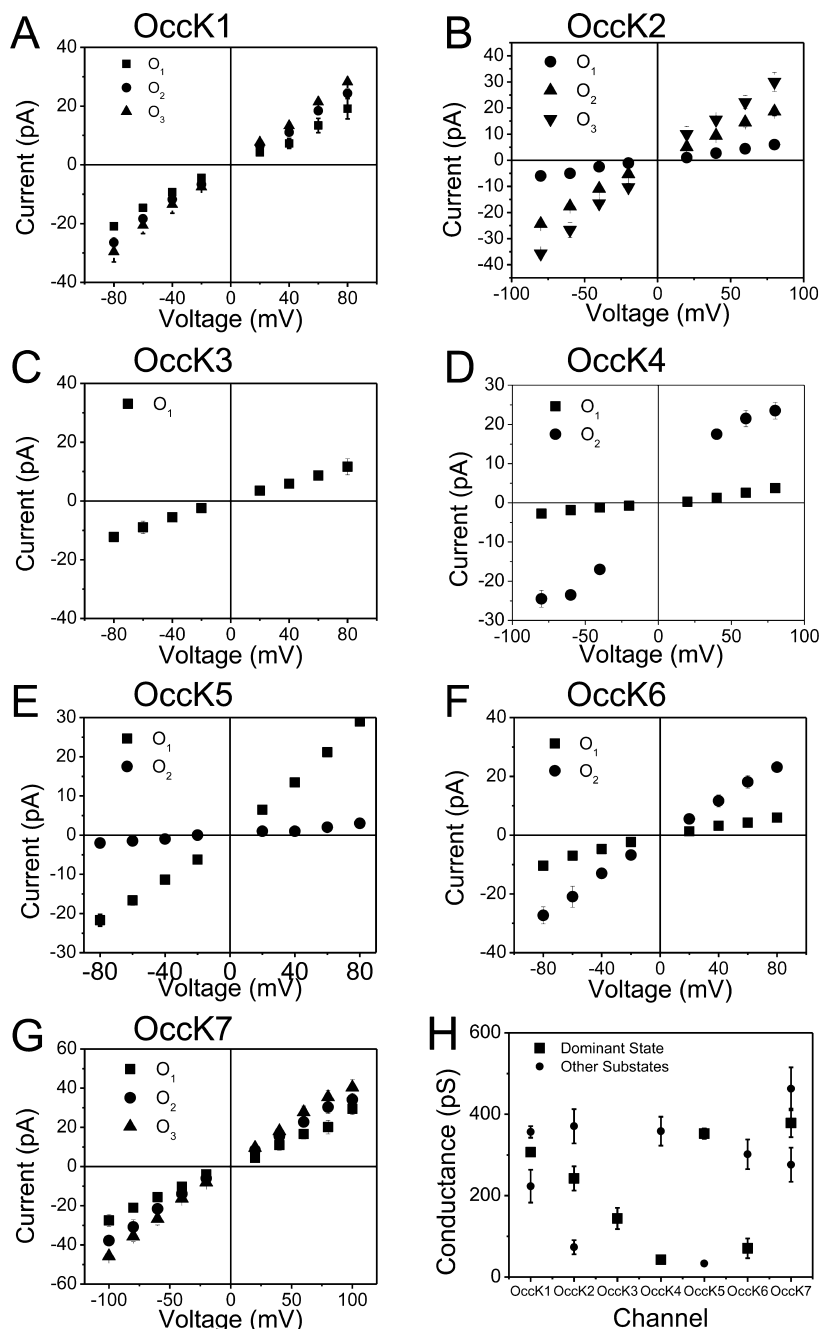 A OccK1
O1
O2
O3
40
20
0
-20
-40
Current (pA)
-80 -40 0 40 80
Voltage (mV)
B OccK2
O1
O2
O3
40
30
20
10
0
-10
-20
-30
-40
Current (pA)
-100 -50 0 50 100
Voltage (mV)
C OccK3
O1
40
20
0
-20
-40
Current (pA)
-80 -40 0 40 80
Voltage (mV)
D OccK4
O1
O2
30
20
10
0
-10
-20
-30
Current (pA)
-100 -50 0 50 100
Voltage (mV)
E OccK5
O1
O2
30
20
10
0
-10
-20
-30
Current (pA)
-80 -40 0 40 80
Voltage (mV)
F OccK6
O1
O2
40
20
0
-20
-40
Current (pA)
-80 -40 0 40 80
Voltage (mV)
G OccK7
O1
O2
O3
60
40
20
0
-20
-40
-60
Current (pA)
-100 -50 0 50 100
Voltage (mV)
H
Dominant State
Other Substates
600
400
200
0
Conductance (pS)
OccK1 OccK2 OccK3 OccK4 OccK5 OccK6 OccK7
Channel